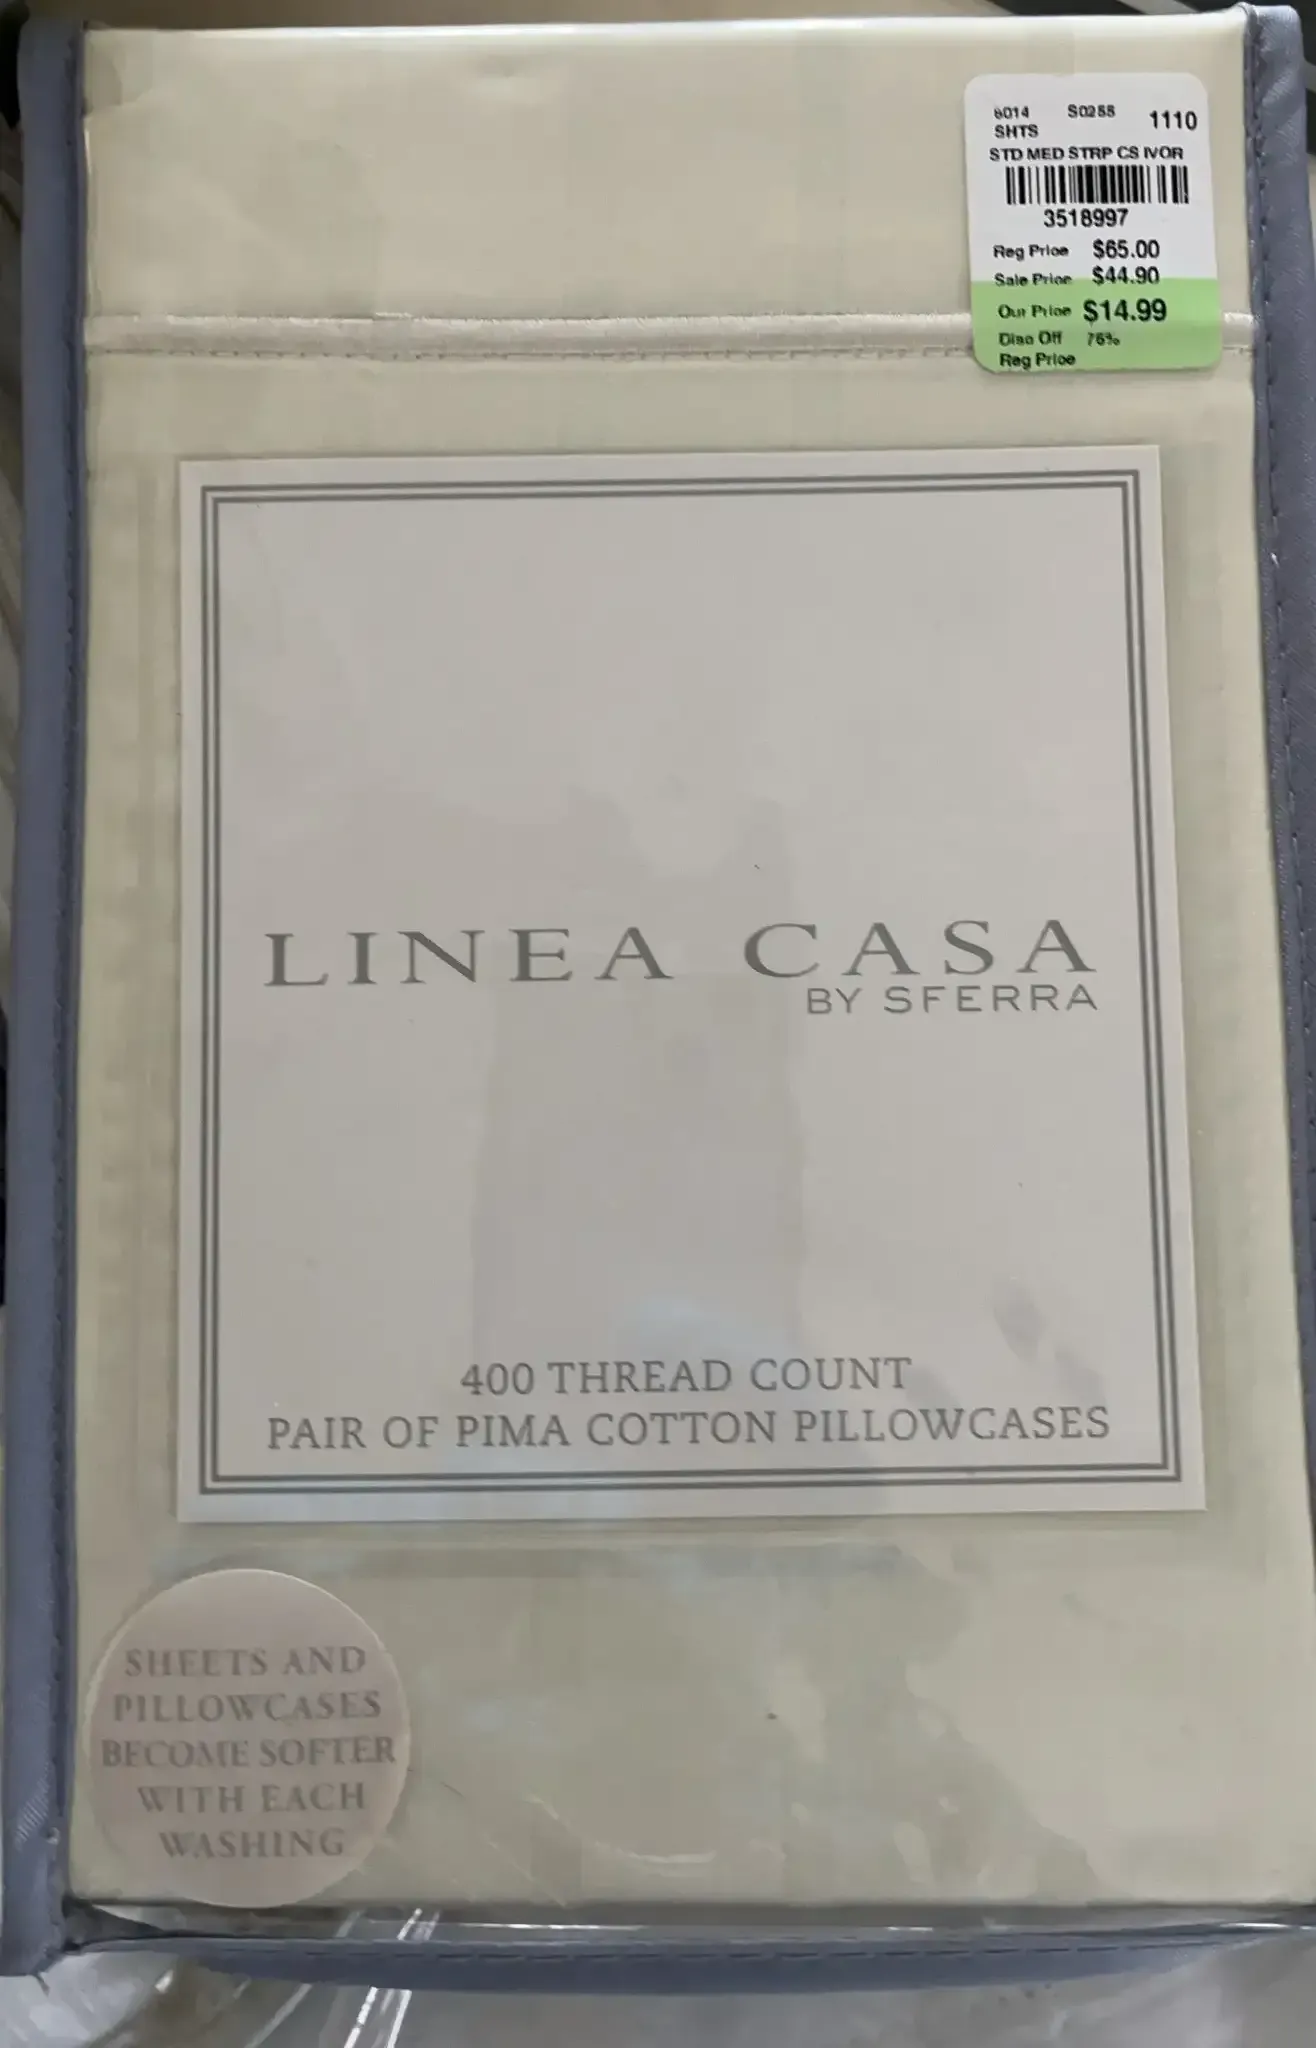 6014 S0255 1110
SHTS
STD MED STRP CS IVOR
3518997
Reg Price $65.00
Sale Price $44.90
Our Price $14.99
Disc Off 76%
Reg Price
LINEA CASA
BY SFERRA
400 THREAD COUNT
PAIR OF PIMA COTTON PILLOWCASES
SHEETS AND
PILLOWCASES
BECOME SOFTER
WITH EACH
WASHING